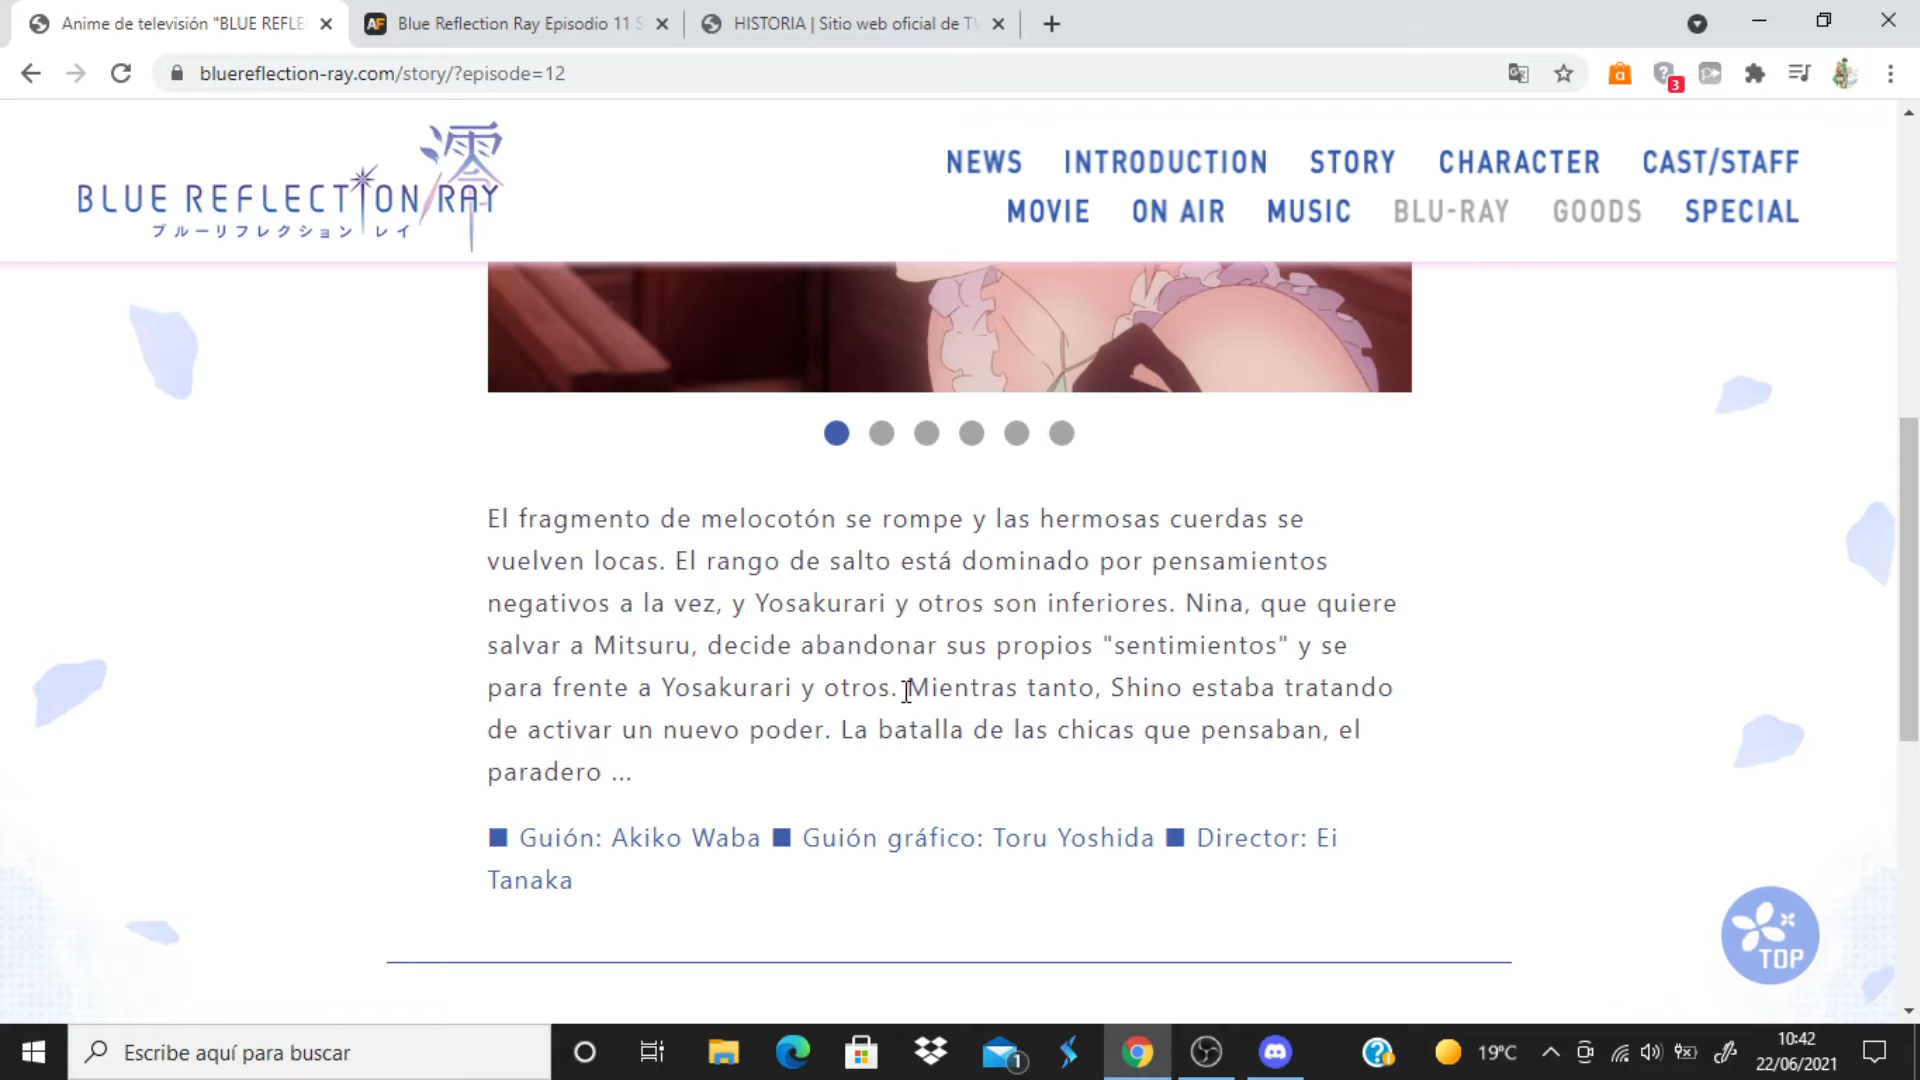 Anime de televisión "BLUE REFLE
Blue Reflection Ray Episodio 11 S
HISTORIA | Sitio web oficial de TV
bluereflection-ray.com/story/?episode=12
3
澪
BLUE REFLECTION RAY
ブルーリフレクション レイ
NEWS INTRODUCTION STORY CHARACTER CAST/STAFF
MOVIE ON AIR MUSIC BLU-RAY GOODS SPECIAL
El fragmento de melocotón se rompe y las hermosas cuerdas se
vuelven locas. El rango de salto está dominado por pensamientos
negativos a la vez, y Yosakurari y otros son inferiores. Nina, que quiere
salvar a Mitsuru, decide abandonar sus propios "sentimientos" y se
para frente a Yosakurari y otros. Mientras tanto, Shino estaba tratando
de activar un nuevo poder. La batalla de las chicas que pensaban, el
paradero ...
■ Guión: Akiko Waba ■ Guión gráfico: Toru Yoshida ■ Director: Ei
Tanaka
TOP
Escribe aquí para buscar
1
19°C
10:42
22/06/2021